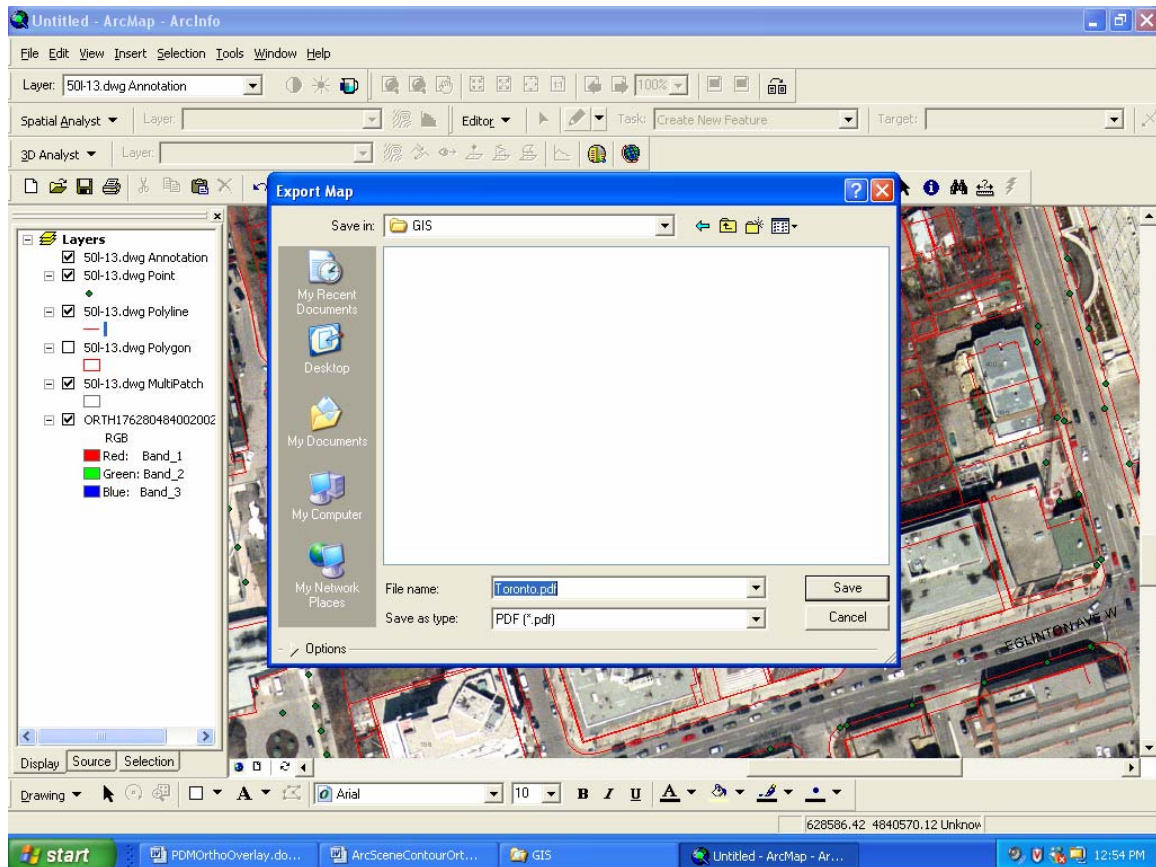 Untitled - ArcMap - ArcInfo
File Edit View Insert Selection Tools Window Help
Layer: 50l-13.dwg Annotation 100%
Spatial Analyst Layer: Editor Task: Create New Feature Target:
3D Analyst Layer:
Export Map
Save in: GIS
Layers
50l-13.dwg Annotation
50l-13.dwg Point
50l-13.dwg Polyline
50l-13.dwg Polygon
50l-13.dwg MultiPatch
ORTH176280484002002
RGB
Red: Band_1
Green: Band_2
Blue: Band_3
My Recent
Documents
Desktop
My Documents
My Computer
My Network
Places
File name: Toronto.pdf Save
Save as type: PDF (*.pdf) Cancel
Options
EGLINTON AVE W
Display Source Selection
Drawing A Arial 10 B I U A
628586.42 4840570.12 Unknow
start PDMOrthoOverlay.do... ArcSceneContourOrt... GIS Untitled - ArcMap - Ar... 12:54 PM